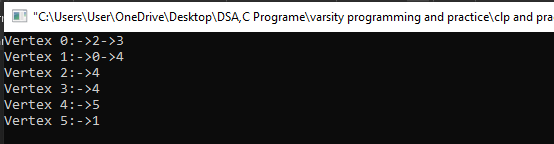 "C:\Users\User\OneDrive\Desktop\DSA,C Programe\varsity programming and practice\clp and pra
Vertex 0:->2->3
Vertex 1:->0->4
Vertex 2:->4
Vertex 3:->4
Vertex 4:->5
Vertex 5:->1